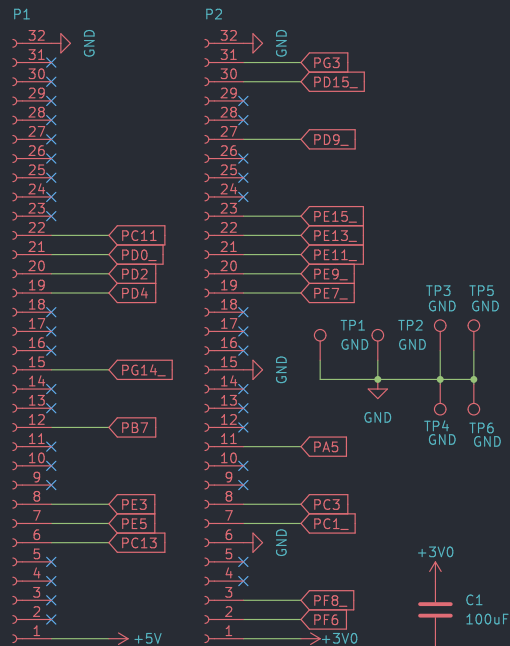 P1
32 GND
31
30
29
28
27
26
25
24
23
22 PC11
21 PD0_
20 PD2
19 PD4
18
17
16
15 PG14_
14
13
12 PB7
11
10
9
8 PE3
7 PE5
6 PC13
5
4
3
2
1 +5V
P2
32 GND
31 PG3
30 PD15_
29
28
27 PD9_
26
25
24
23 PE15_
22 PE13_
21 PE11_
20 PE9_
19 PE7_
18
17
16
15 GND
14
13
12
11 PA5
10
9
8 PC3
7 PC1_
6 GND
5
4
3 PF8_
2 PF6
1 +3V0
TP3 TP5
GND GND
TP1 TP2
GND GND
GND
TP4 TP6
GND GND
+3V0
C1
100uF